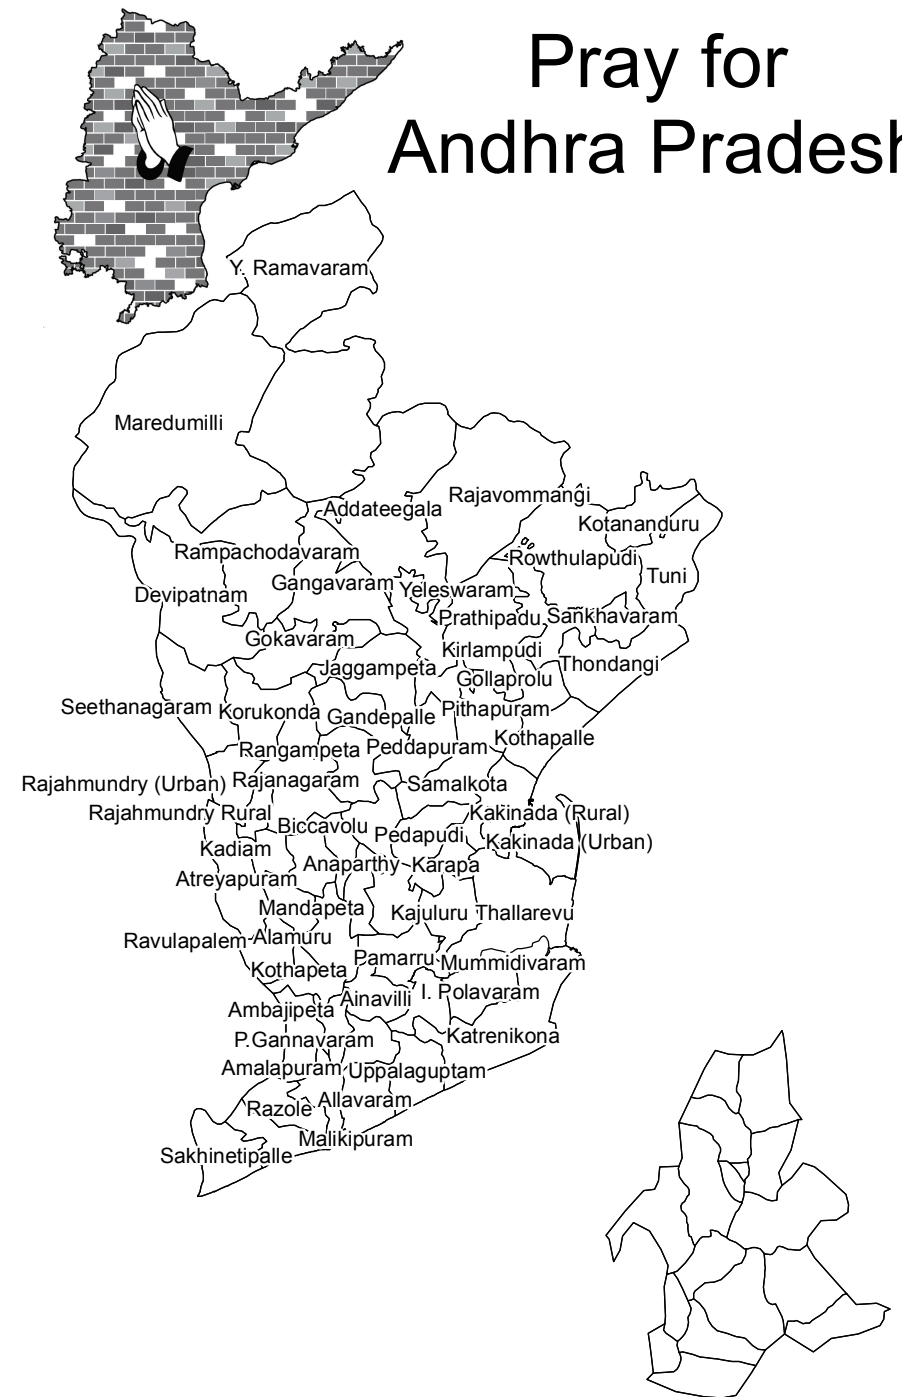 Pray for
Andhra Pradesh
Y. Ramavaram
Maredumilli
Rajavommangi
Addateegala
Kotananduru
Rampachodavaram
Rowthulapudi
Tuni
Gangavaram
Yeleswaram
Devipatnam
Prathipadu
Sankhavaram
Gokavaram
Kirlampudi
Jaggampeta
Thondangi
Gollaprolu
Seethanagaram
Korukonda
Gandepalle
Pithapuram
Rangampeta
Peddapuram
Kothapalle
Rajahmundry (Urban)
Rajanagaram
Samalkota
Rajahmundry Rural
Kakinada (Rural)
Biccavolu
Pedapudi
Kakinada (Urban)
Kadiam
Anaparthy
Karapa
Atreyapuram
Mandapeta
Kajuluru
Thallarevu
Ravulapalem
Alamuru
Pamarru
Mummidivaram
Kothapeta
Ainavilli
I. Polavaram
Ambajipeta
P.Gannavaram
Katrenikona
Amalapuram
Uppalaguptam
Razole
Allavaram
Malikipuram
Sakhinetipalle